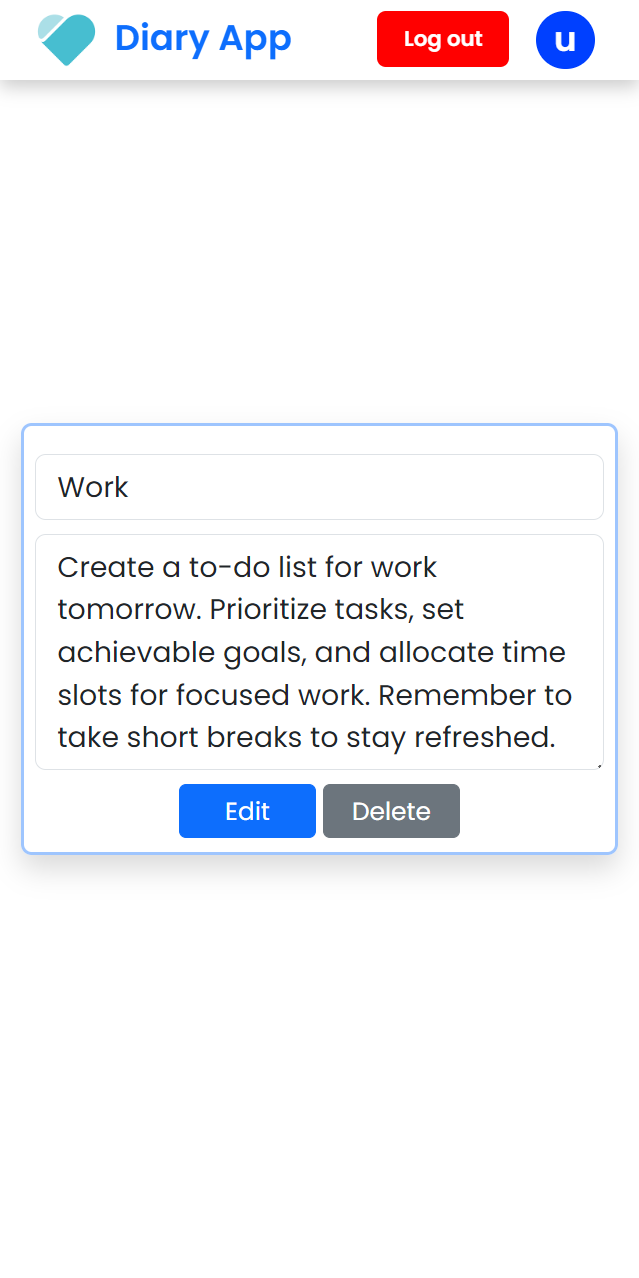 Diary App
Log out
u
Work
Create a to-do list for work
tomorrow. Prioritize tasks, set
achievable goals, and allocate time
slots for focused work. Remember to
take short breaks to stay refreshed.
Edit
Delete